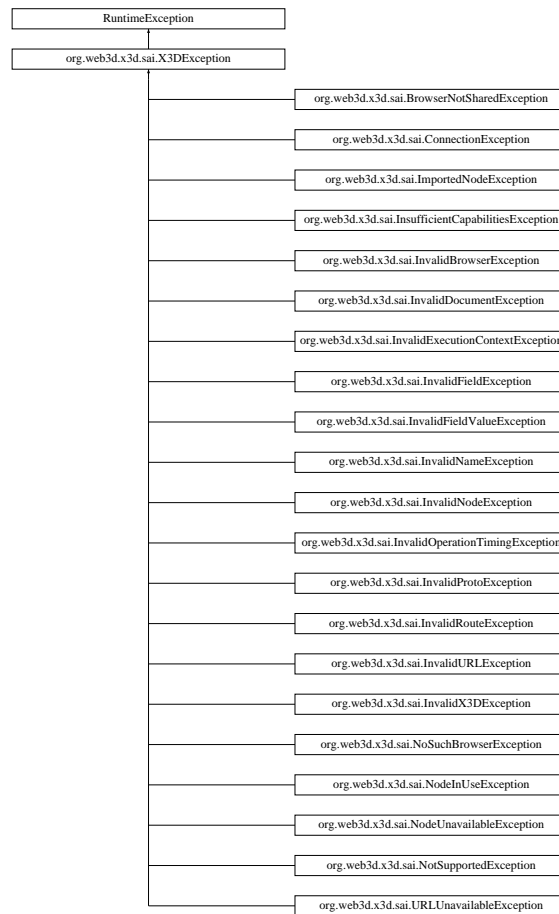 RuntimeException
org.web3d.x3d.sai.X3DException
org.web3d.x3d.sai.BrowserNotSharedException
org.web3d.x3d.sai.ConnectionException
org.web3d.x3d.sai.ImportedNodeException
org.web3d.x3d.sai.InsufficientCapabilitiesException
org.web3d.x3d.sai.InvalidBrowserException
org.web3d.x3d.sai.InvalidDocumentException
org.web3d.x3d.sai.InvalidExecutionContextException
org.web3d.x3d.sai.InvalidFieldException
org.web3d.x3d.sai.InvalidFieldValueException
org.web3d.x3d.sai.InvalidNameException
org.web3d.x3d.sai.InvalidNodeException
org.web3d.x3d.sai.InvalidOperationTimingException
org.web3d.x3d.sai.InvalidProtoException
org.web3d.x3d.sai.InvalidRouteException
org.web3d.x3d.sai.InvalidURLException
org.web3d.x3d.sai.InvalidX3DException
org.web3d.x3d.sai.NoSuchBrowserException
org.web3d.x3d.sai.NodeInUseException
org.web3d.x3d.sai.NodeUnavailableException
org.web3d.x3d.sai.NotSupportedException
org.web3d.x3d.sai.URLUnavailableException